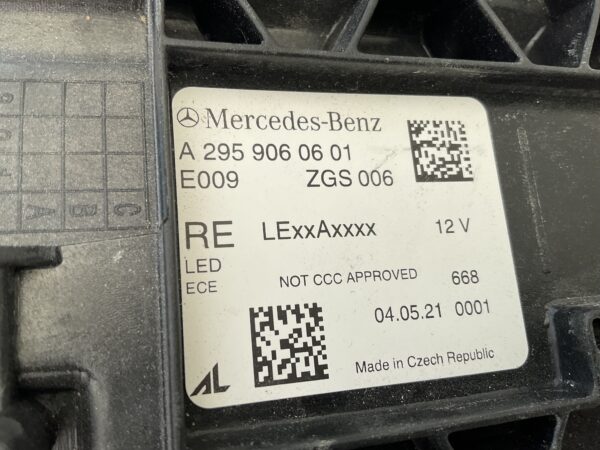 Mercedes-Benz
A 295 906 06 01
E009 ZGS 006
RE LExxAxxxx 12 V
LED
ECE NOT CCC APPROVED 668
04.05.21 0001
AL Made in Czech Republic
A B C